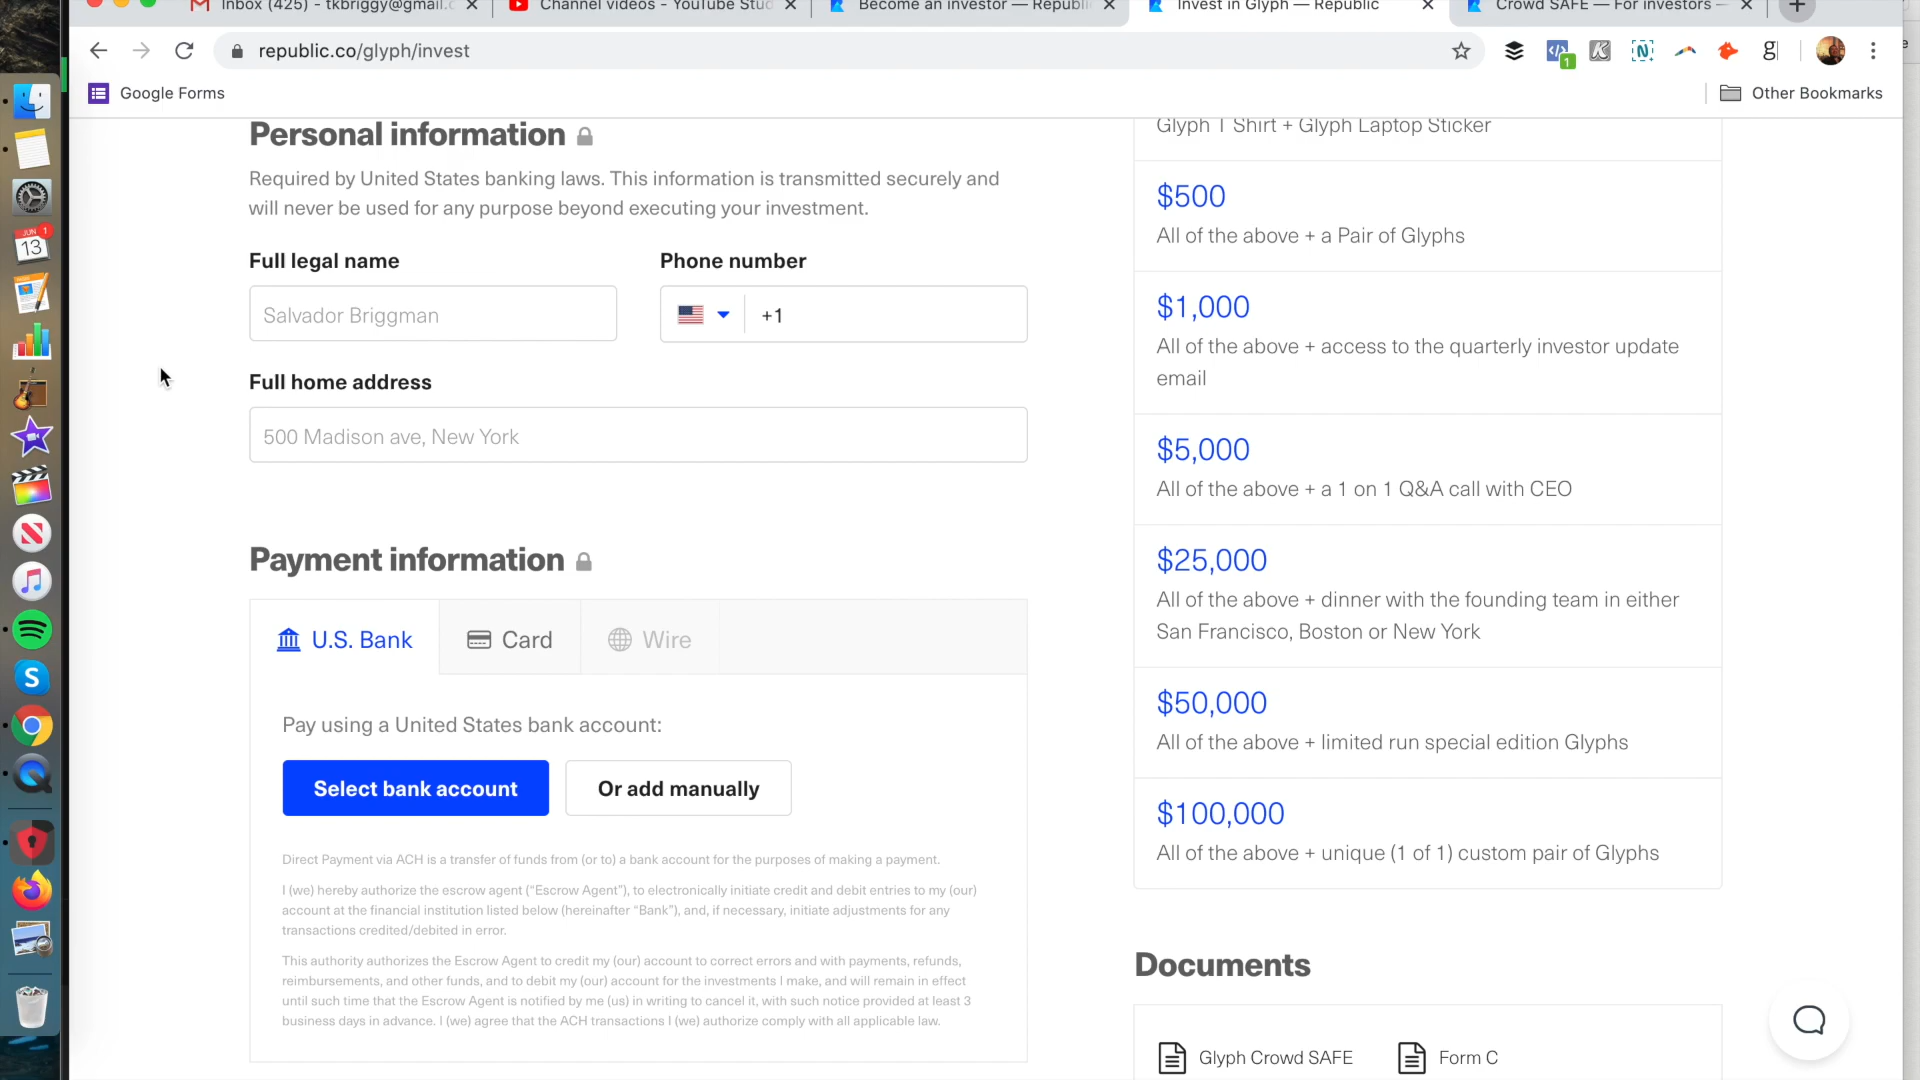 Inbox (425) - tkbriggy@gmail.c
Channel videos - YouTube Stud
Become an investor — Republi
Invest in Glyph — Republic
Crowd SAFE — For investors —
republic.co/glyph/invest
1
Google Forms
Other Bookmarks
JUN
1
13
Personal information
Required by United States banking laws. This information is transmitted securely and
will never be used for any purpose beyond executing your investment.
Full legal name
Phone number
Salvador Briggman
+1
Full home address
500 Madison ave, New York
Payment information
U.S. Bank
Card
Wire
Pay using a United States bank account:
Select bank account
Or add manually
Direct Payment via ACH is a transfer of funds from (or to) a bank account for the purposes of making a payment.
I (we) hereby authorize the escrow agent (“Escrow Agent”), to electronically initiate credit and debit entries to my (our)
account at the financial institution listed below (hereinafter “Bank”), and, if necessary, initiate adjustments for any
transactions credited/debited in error.
This authority authorizes the Escrow Agent to credit my (our) account to correct errors and with payments, refunds,
reimbursements, and other funds, and to debit my (our) account for the investments I make, and will remain in effect
until such time that the Escrow Agent is notified by me (us) in writing to cancel it, with such notice provided at least 3
business days in advance. I (we) agree that the ACH transactions I (we) authorize comply with all applicable law.
Glyph T Shirt + Glyph Laptop Sticker
$500
All of the above + a Pair of Glyphs
$1,000
All of the above + access to the quarterly investor update
email
$5,000
All of the above + a 1 on 1 Q&A call with CEO
$25,000
All of the above + dinner with the founding team in either
San Francisco, Boston or New York
$50,000
All of the above + limited run special edition Glyphs
$100,000
All of the above + unique (1 of 1) custom pair of Glyphs
Documents
Glyph Crowd SAFE
Form C